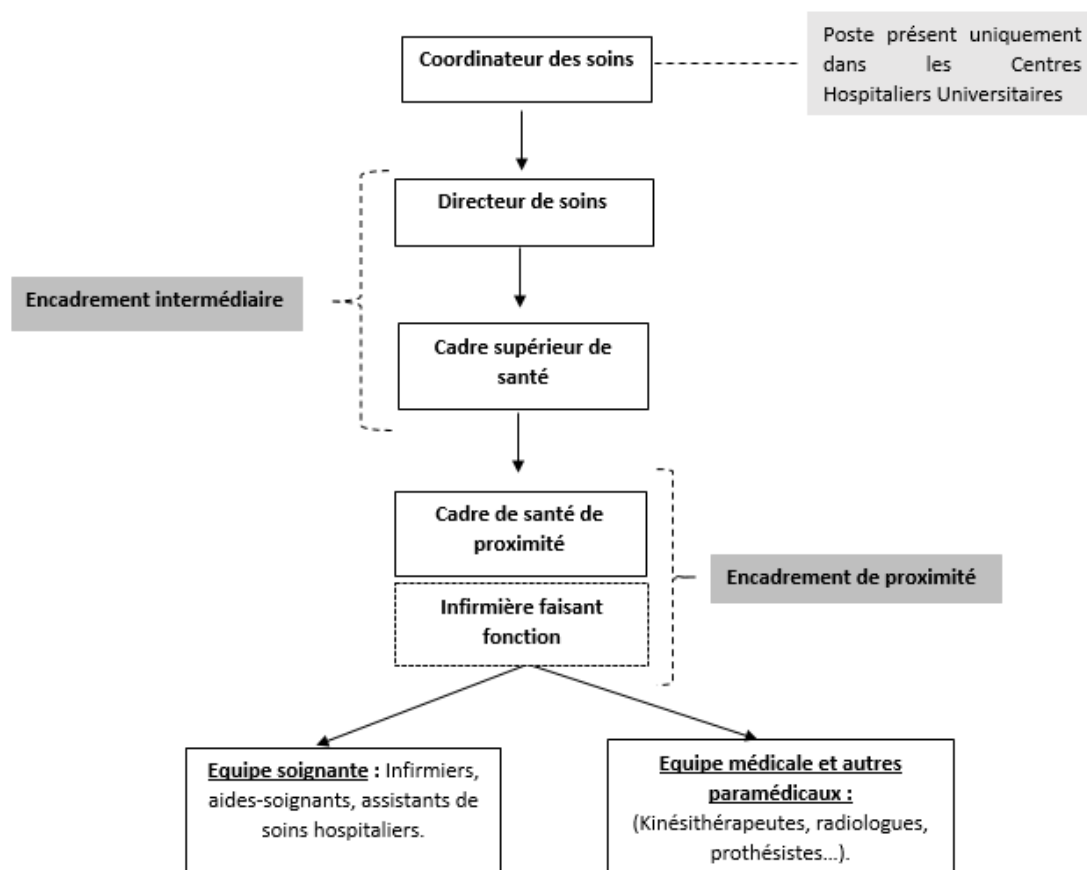 Coordinateur des soins
Poste présent uniquement
dans les Centres
Hospitaliers Universitaires
Directeur de soins
Encadrement intermédiaire
Cadre supérieur de
santé
Cadre de santé de
proximité
Encadrement de proximité
Infirmière faisant
fonction
Equipe soignante : Infirmiers,
aides-soignants, assistants de
soins hospitaliers.
Equipe médicale et autres
paramédicaux :
(Kinésithérapeutes, radiologues,
prothésistes...).